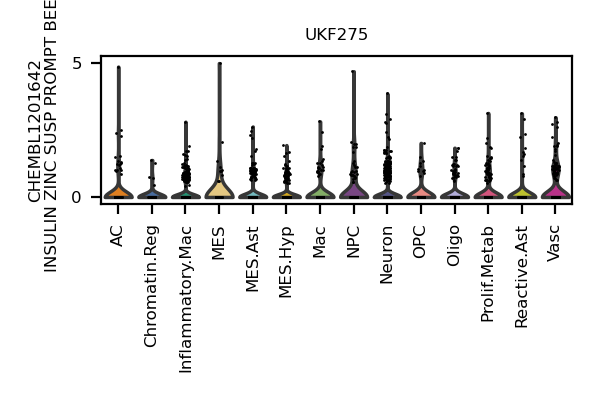 UKF275
CHEMBL1201642
INSULIN ZINC SUSP PROMPT BEE
5
0
AC
Chromatin.Reg
Inflammatory.Mac
MES
MES.Ast
MES.Hyp
Mac
NPC
Neuron
OPC
Oligo
Prolif.Metab
Reactive.Ast
Vasc